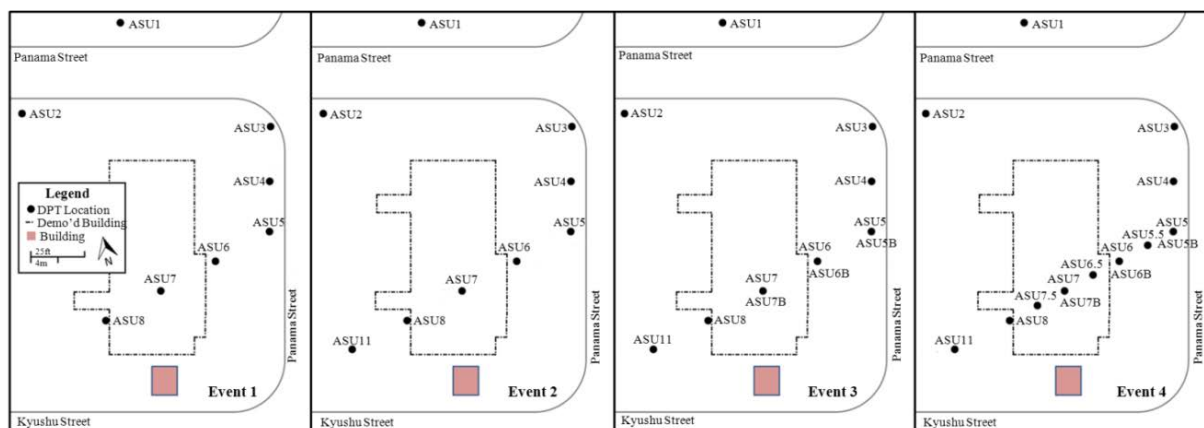 ASU1
Panama Street
ASU2
ASU3
ASU4
Legend
DPT Location
Demo'd Building
Building
25ft
4m
N
ASU5
ASU6
ASU7
ASU8
Panama Street
Event 1
Kyushu Street
ASU1
Panama Street
ASU2
ASU3
ASU4
ASU5
ASU6
ASU7
ASU8
ASU11
Panama Street
Event 2
Kyushu Street
ASU1
Panama Street
ASU2
ASU3
ASU4
ASU5
ASU5B
ASU6
ASU6B
ASU7
ASU7B
ASU8
ASU11
Panama Street
Event 3
Kyushu Street
ASU1
Panama Street
ASU2
ASU3
ASU4
ASU5
ASU5.5
ASU5B
ASU6
ASU6B
ASU6.5
ASU7
ASU7B
ASU7.5
ASU8
ASU11
Panama Street
Event 4
Kyushu Street